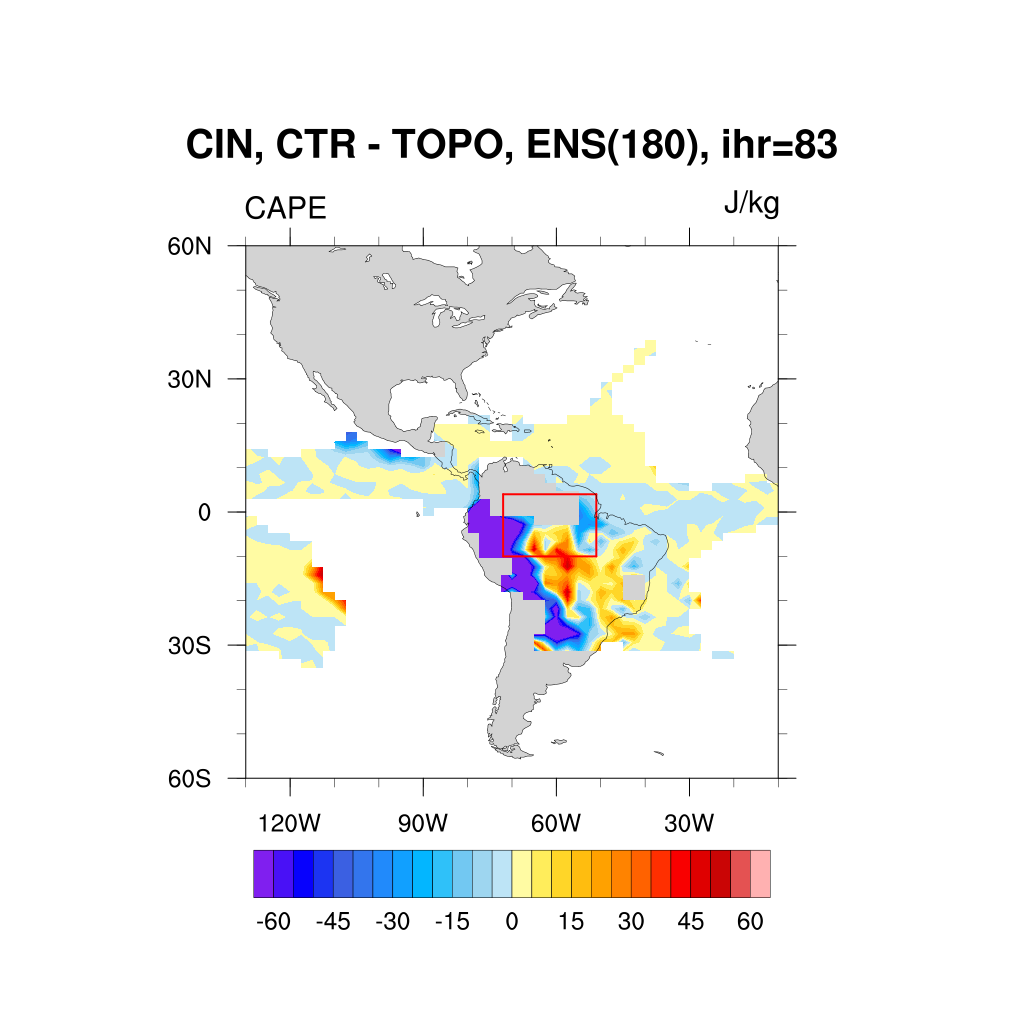 CIN, CTR - TOPO, ENS(180), ihr=83
CAPE J/kg
60N
30N
0
30S
60S
120W 90W 60W 30W
-60 -45 -30 -15 0 15 30 45 60